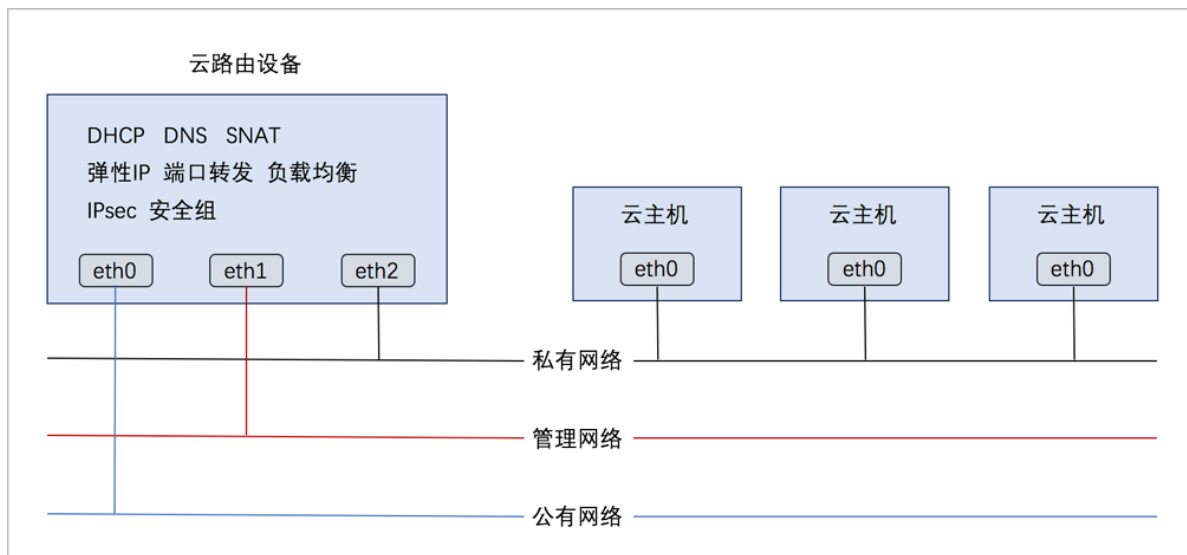 云路由设备
DHCP DNS SNAT
弹性IP 端口转发 负载均衡
IPsec 安全组
eth0 eth1 eth2
云主机 云主机 云主机
eth0 eth0 eth0
私有网络
管理网络
公有网络